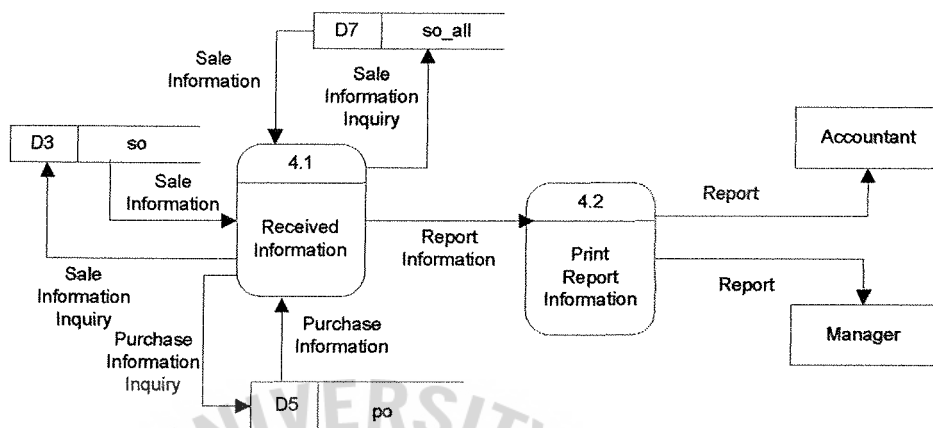 D7 so_all
Sale
Information
Sale
Information
Inquiry
D3 so
Sale
Information
4.1
Received
Information
Sale
Information
Inquiry
Purchase
Information
Inquiry
Purchase
Information
D5 po
Report
Information
4.2
Print
Report
Information
Report
Accountant
Report
Manager
UNIVERSITY